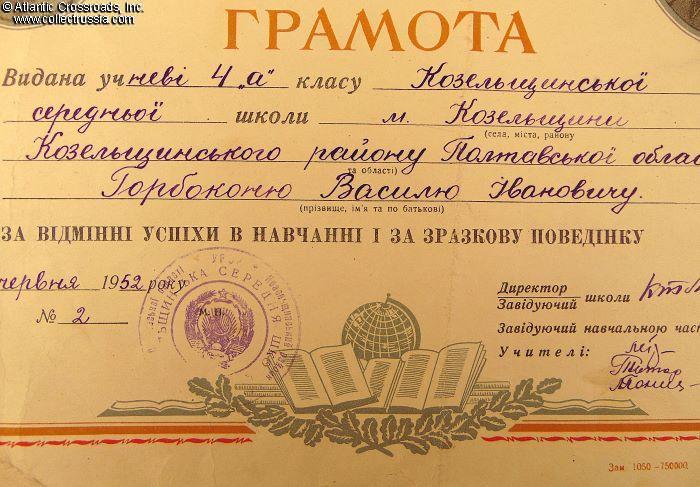 © Atlantic Crossroads, Inc.
www.collectrussia.com
ГРАМОТА
Видана учневі 4 „а" класу Козельщинської
середньої школи м. Козельщини
(села, міста, району
Козельщинського району Полтавської облас
та області)
Горбоконю Василю Івановичу.
(прізвище, ім'я та по батькові)
ЗА ВІДМІННІ УСПІХИ В НАВЧАННІ І ЗА ЗРАЗКОВУ ПОВЕДІНКУ
червня 1952 року
№ 2
М. П.
СЕРЕДНЯ
Директор
Завідуючий школи
Завідуючий навчальною част
Учителі:
Зам. 1050–750000.